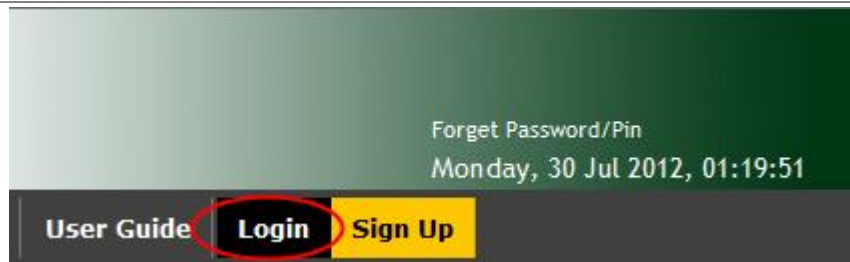 Forget Password/Pin
Monday, 30 Jul 2012, 01:19:51
User Guide Login Sign Up